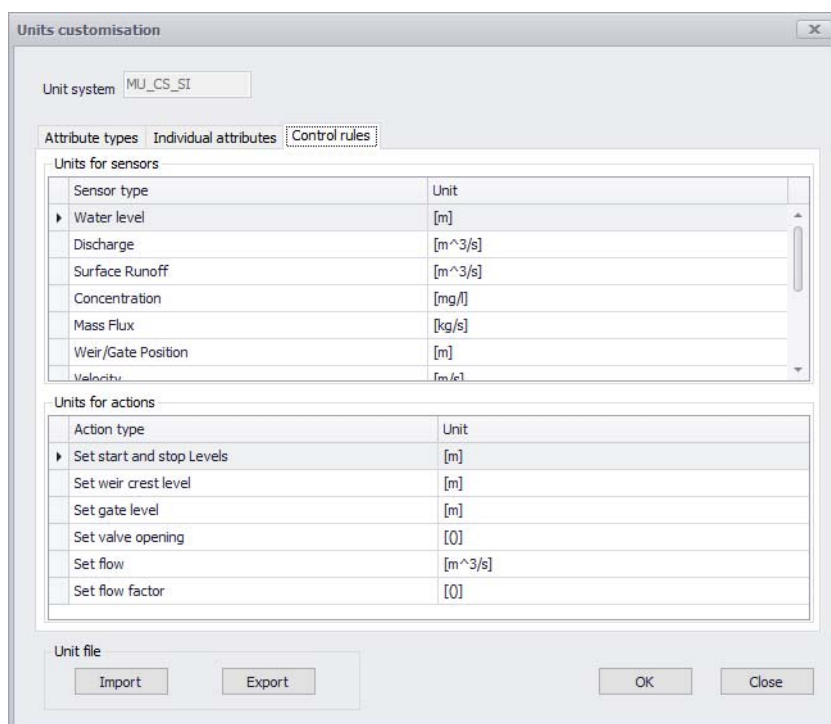 Units customisation
Unit system MU_CS_SI
Attribute types Individual attributes Control rules
Units for sensors
Sensor type Unit
Water level [m]
Discharge [m^3/s]
Surface Runoff [m^3/s]
Concentration [mg/l]
Mass Flux [kg/s]
Weir/Gate Position [m]
Velocity [m/s]
Units for actions
Action type Unit
Set start and stop Levels [m]
Set weir crest level [m]
Set gate level [m]
Set valve opening [()]
Set flow [m^3/s]
Set flow factor [()]
Unit file
Import Export OK Close